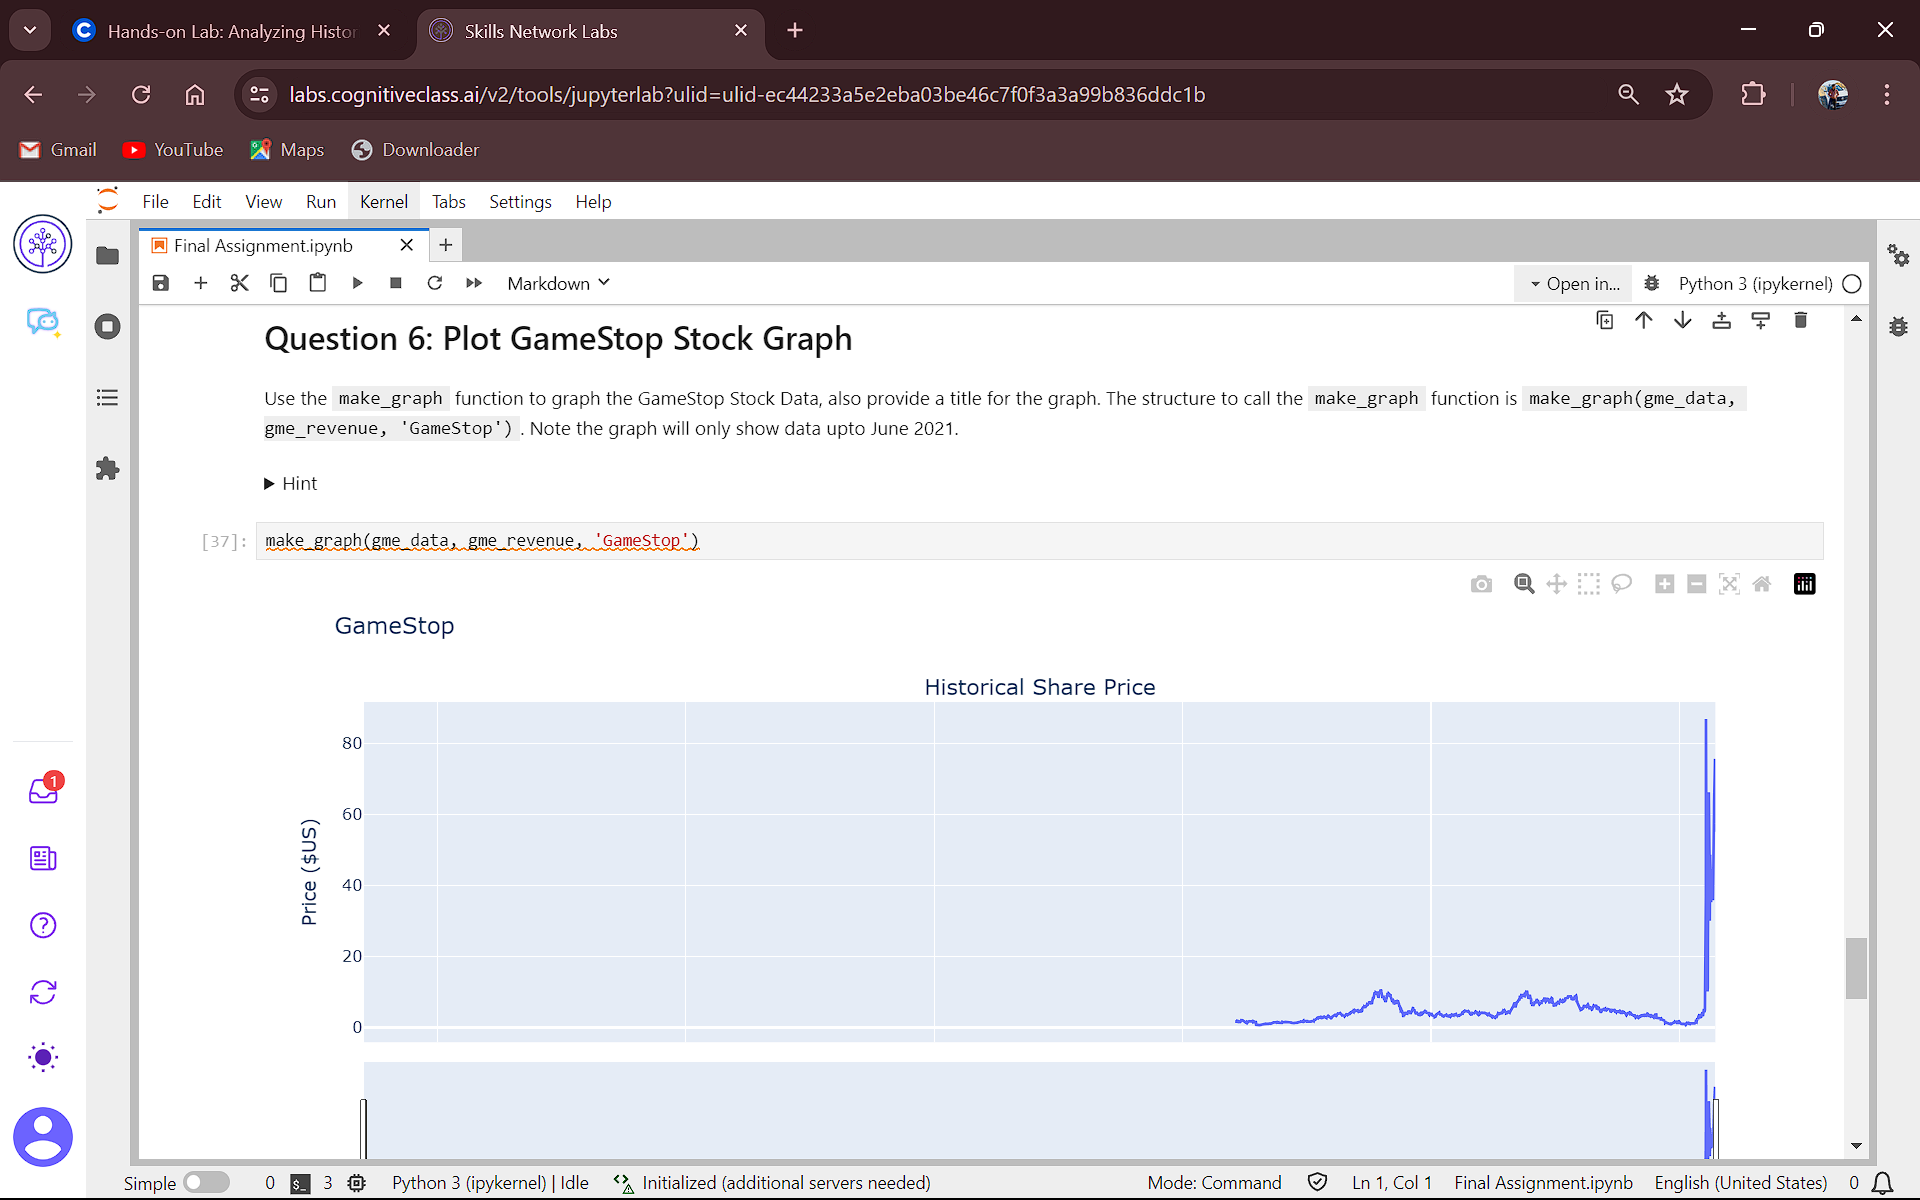 Hands-on Lab: Analyzing Histor
Skills Network Labs
labs.cognitiveclass.ai/v2/tools/jupyterlab?ulid=ulid-ec44233a5e2eba03be46c7f0f3a3a99b836ddc1b
Gmail
YouTube
Maps
Downloader
File
Edit
View
Run
Kernel
Tabs
Settings
Help
Final Assignment.ipynb
Markdown
Open in...
Python 3 (ipykernel)
Question 6: Plot GameStop Stock Graph
Use the make_graph function to graph the GameStop Stock Data, also provide a title for the graph. The structure to call the make_graph function is make_graph(gme_data,
gme_revenue, 'GameStop') . Note the graph will only show data upto June 2021.
Hint
[37]:
make_graph(gme_data, gme_revenue, 'GameStop')
GameStop
Historical Share Price
80
60
40
20
0
Price ($US)
1
Simple
0
3
Python 3 (ipykernel) | Idle
Initialized (additional servers needed)
Mode: Command
Ln 1, Col 1
Final Assignment.ipynb
English (United States)
0